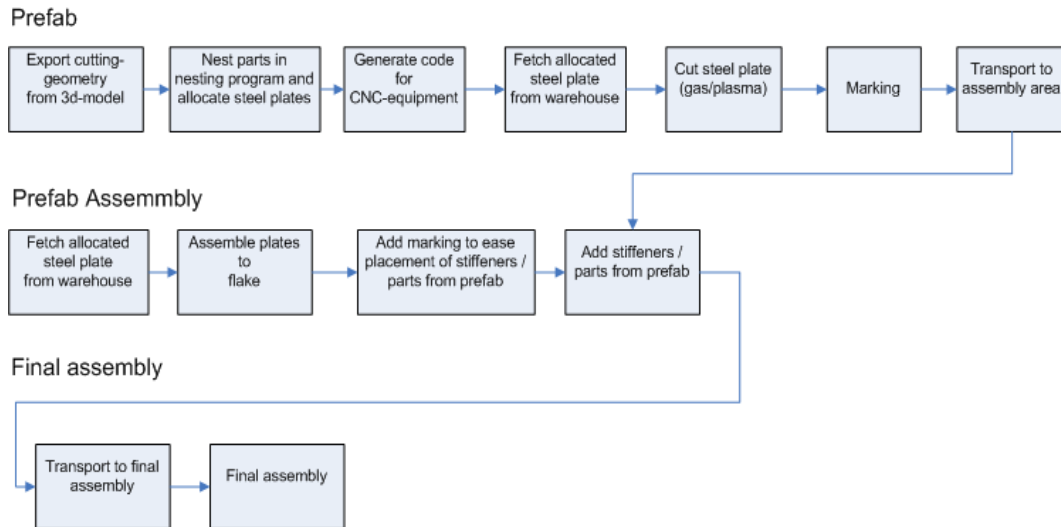 Prefab
Export cutting-
geometry
from 3d-model
Nest parts in
nesting program and
allocate steel plates
Generate code
for
CNC-equipment
Fetch allocated
steel plate
from warehouse
Cut steel plate
(gas/plasma)
Marking
Transport to
assembly area
Prefab Assemmbly
Fetch allocated
steel plate
from warehouse
Assemble plates
to
flake
Add marking to ease
placement of stiffeners /
parts from prefab
Add stiffeners /
parts from prefab
Final assembly
Transport to final
assembly
Final assembly